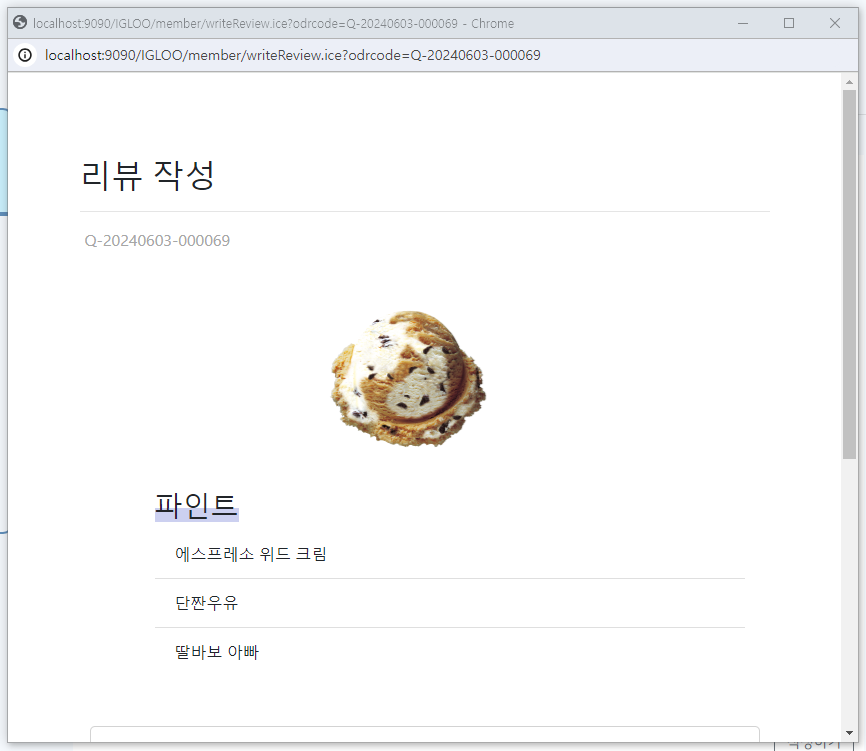 localhost:9090/IGLOO/member/writeReview.ice?odrcode=Q-20240603-000069 - Chrome
localhost:9090/IGLOO/member/writeReview.ice?odrcode=Q-20240603-000069
리뷰 작성
Q-20240603-000069
파인트
에스프레소 위드 크림
단짠우유
딸바보 아빠